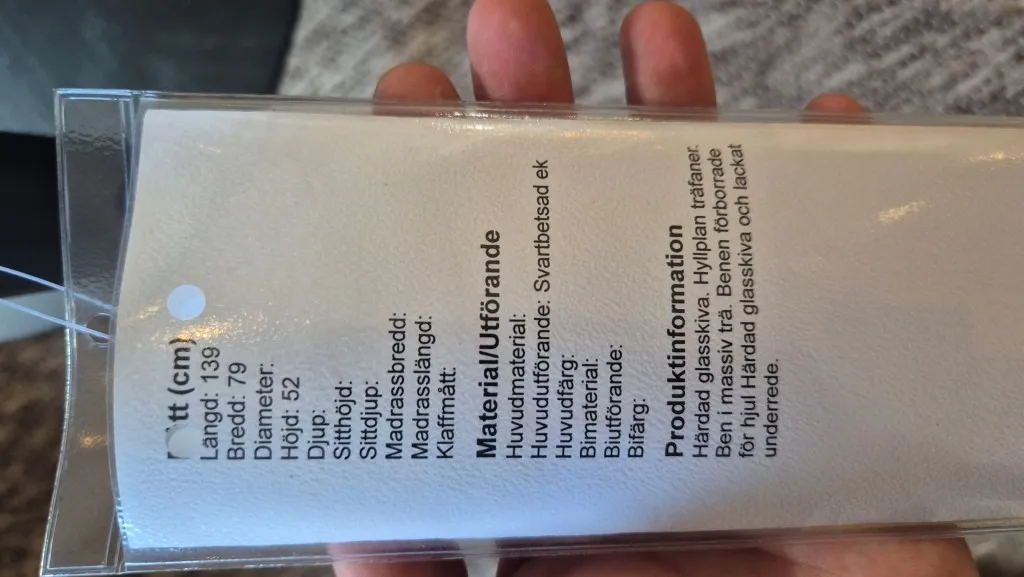 tt (cm)
Längd: 139
Bredd: 79
Diameter:
Höjd: 52
Djup:
Sitthöjd:
Sittdjup:
Madrassbredd:
Madrasslängd:
Klaffmått:
Material/Utförande
Huvudmaterial:
Huvudutförande: Svartbetsad ek
Huvudfärg:
Bimaterial:
Biutförande:
Bifärg:
Produktinformation
Härdad glasskiva. Hyllplan träfaner.
Ben i massiv trä. Benen förborrade
för hjul Härdad glasskiva och lackat
underrede.